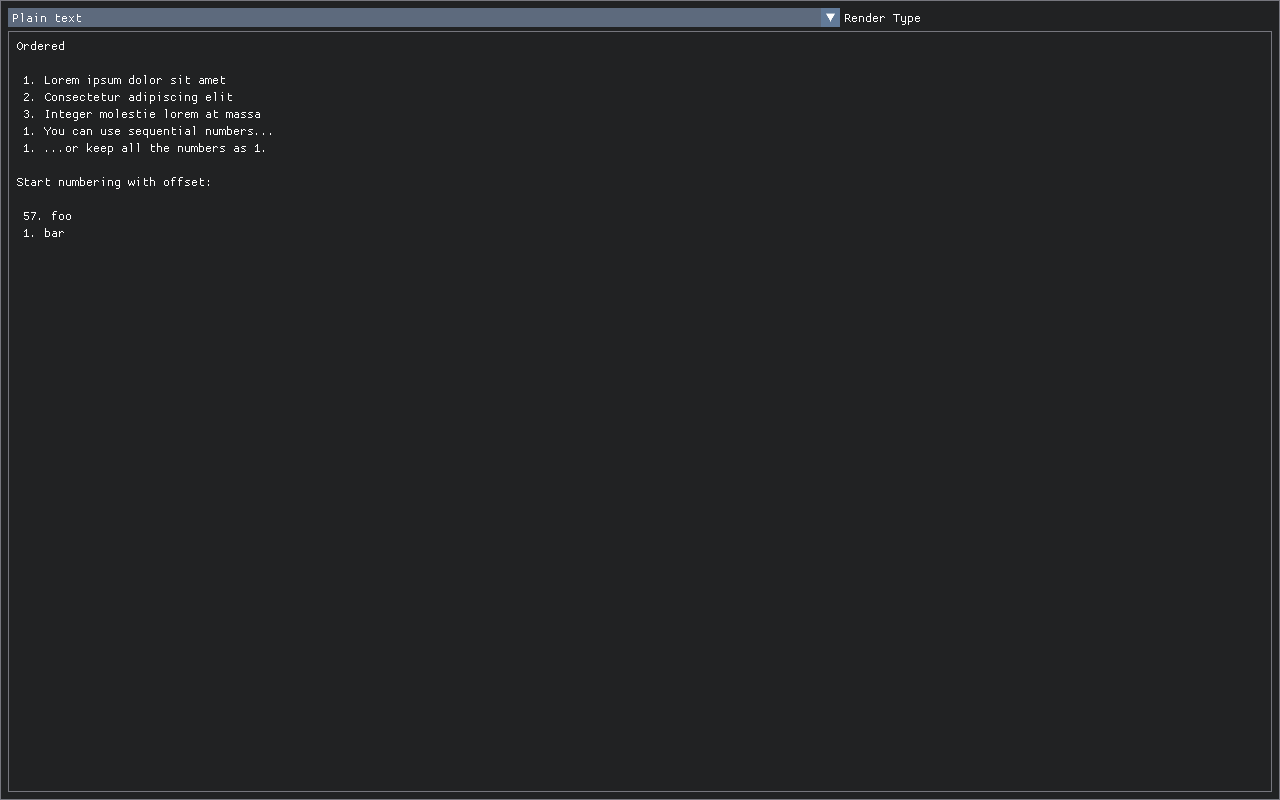 Plain text
Render Type
Ordered
1. Lorem ipsum dolor sit amet
2. Consectetur adipiscing elit
3. Integer molestie lorem at massa
1. You can use sequential numbers...
1. ...or keep all the numbers as 1.
Start numbering with offset:
57. foo
1. bar